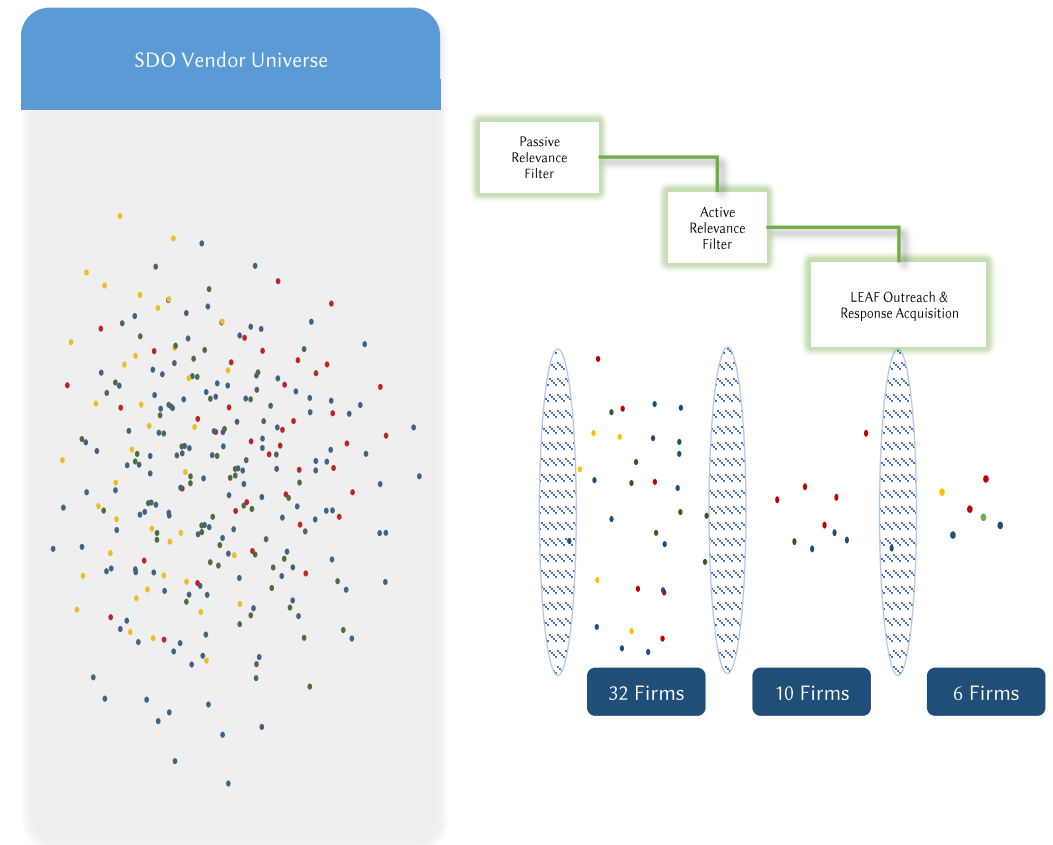 SDO Vendor Universe
Passive
Relevance
Filter
Active
Relevance
Filter
LEAF Outreach &
Response Acquisition
32 Firms
10 Firms
6 Firms